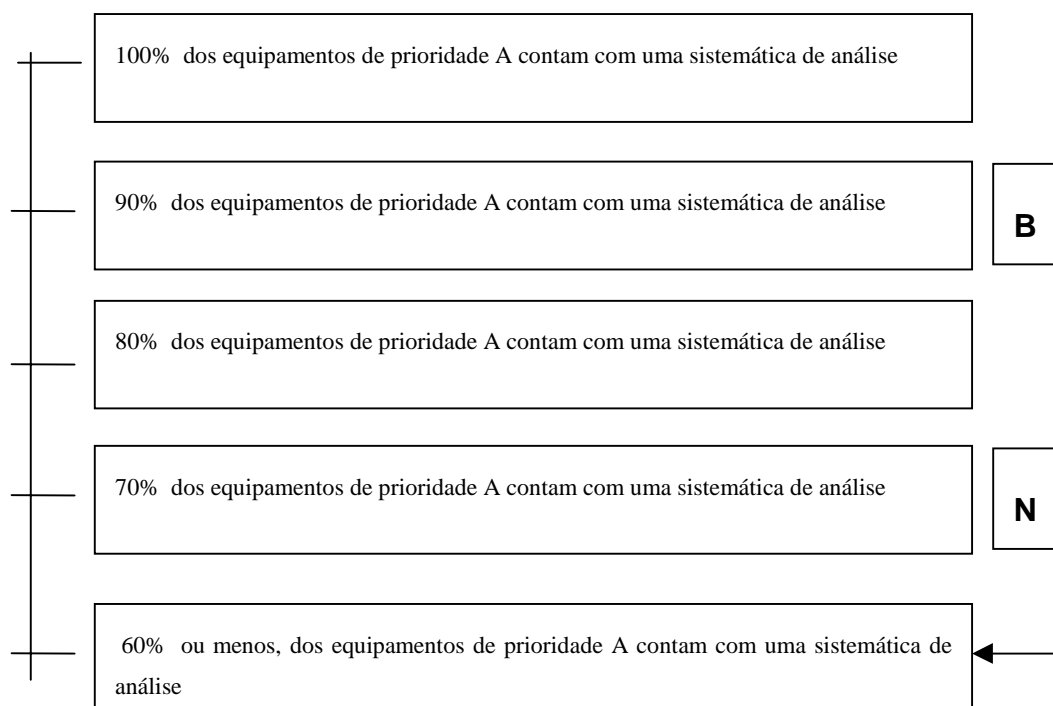 100% dos equipamentos de prioridade A contam com uma sistemática de análise
90% dos equipamentos de prioridade A contam com uma sistemática de análise
B
80% dos equipamentos de prioridade A contam com uma sistemática de análise
70% dos equipamentos de prioridade A contam com uma sistemática de análise
N
60% ou menos, dos equipamentos de prioridade A contam com uma sistemática de
análise